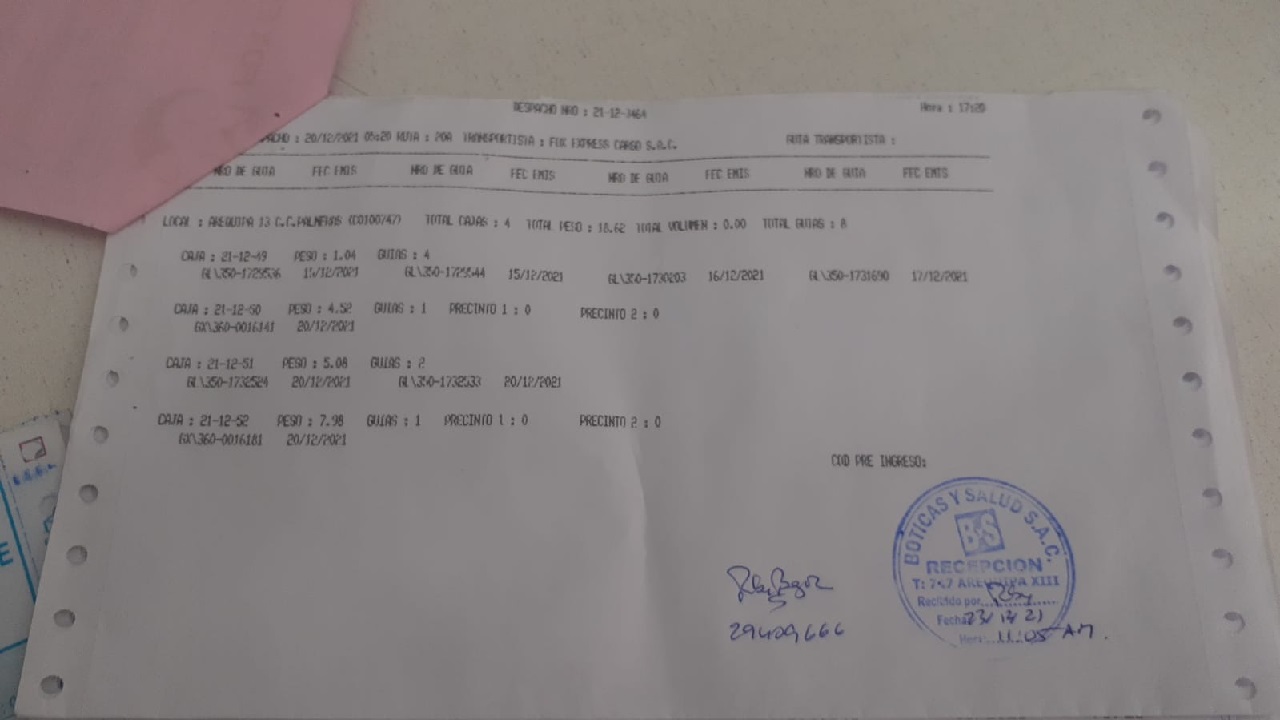 DESPACHO NRO : 21-12-3464
Hora : 17:29
20/12/2021 05:20 RUTA : 20A TRANSPORTISTA : EXPRESS CARGO S.A.C.
GUIA TRANSPORTISTA :
NRO DE GUIA FEC EMIS NRO DE GUIA FEC EMIS NRO DE GUIA FEC EMIS NRO DE GUIA FEC EMIS
LOCAL : AREQUIPA 13 C.C.PALMERAS (C0100747) TOTAL CAJAS : 4 TOTAL PESO : 18.62 TOTAL VOLUMEN : 0.00 TOTAL GUIAS : 8
CAJA : 21-12-49 PESO : 1.04 GUIAS : 4
GL\350-1729536 15/12/2021 GL\350-1729544 15/12/2021 GL\350-1730203 16/12/2021 GL\350-1731690 17/12/2021
CAJA : 21-12-50 PESO : 4.52 GUIAS : 1 PRECINTO 1 : 0 PRECINTO 2 : 0
GX\360-0016141 20/12/2021
CAJA : 21-12-51 PESO : 5.08 GUIAS : 2
GL\350-1732524 20/12/2021 GL\350-1732533 20/12/2021
CAJA : 21-12-52 PESO : 7.98 GUIAS : 1 PRECINTO 1 : 0 PRECINTO 2 : 0
GX\360-0016181 20/12/2021
COD PRE INGRESO:
BOTICAS Y SALUD S.A.C.
B·S
RECEPCION
T: 747 AREQUIPA XIII
Recibido por
Fecha 23/12/21
Hora: 11:05 AM.
29409666